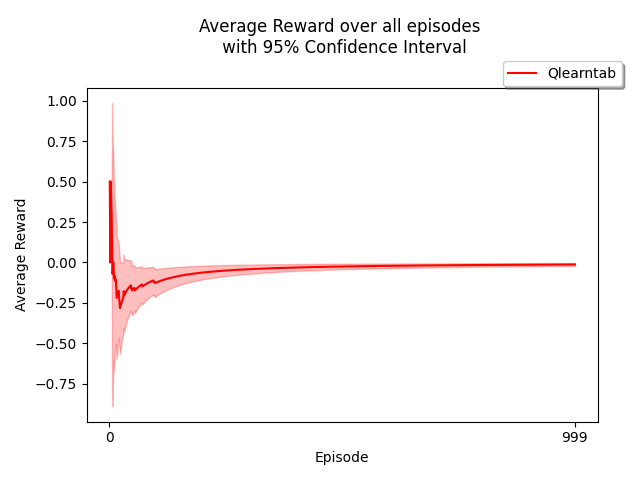 Average Reward over all episodes
with 95% Confidence Interval
Qlearntab
1.00
0.75
0.50
0.25
0.00
−0.25
−0.50
−0.75
Average Reward
0
999
Episode